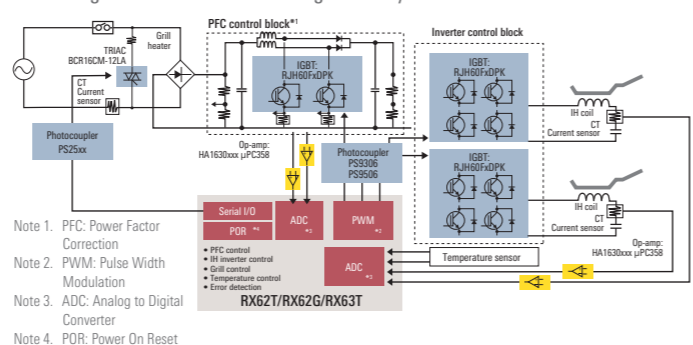 PFC control block*1
Inverter control block
Grill
heater
TRIAC
BCR16CM-12LA
CT
Current
sensor
IGBT:
RJH60FxDPK
IGBT:
RJH60FxDPK
IH coil
CT
Current sensor
Photocoupler
PS25xx
Op-amp:
HA1630xxx µPC358
Photocoupler
PS9306
PS9506
IGBT:
RJH60FxDPK
IH coil
CT
Current sensor
Op-amp:
HA1630xxx µPC358
Serial I/O
POR *4
ADC
*3
PWM
*2
ADC
*3
Temperature sensor
• PFC control
• IH inverter control
• Grill control
• Temperature control
• Error detection
RX62T/RX62G/RX63T
Note 1. PFC: Power Factor
Correction
Note 2. PWM: Pulse Width
Modulation
Note 3. ADC: Analog to Digital
Converter
Note 4. POR: Power On Reset